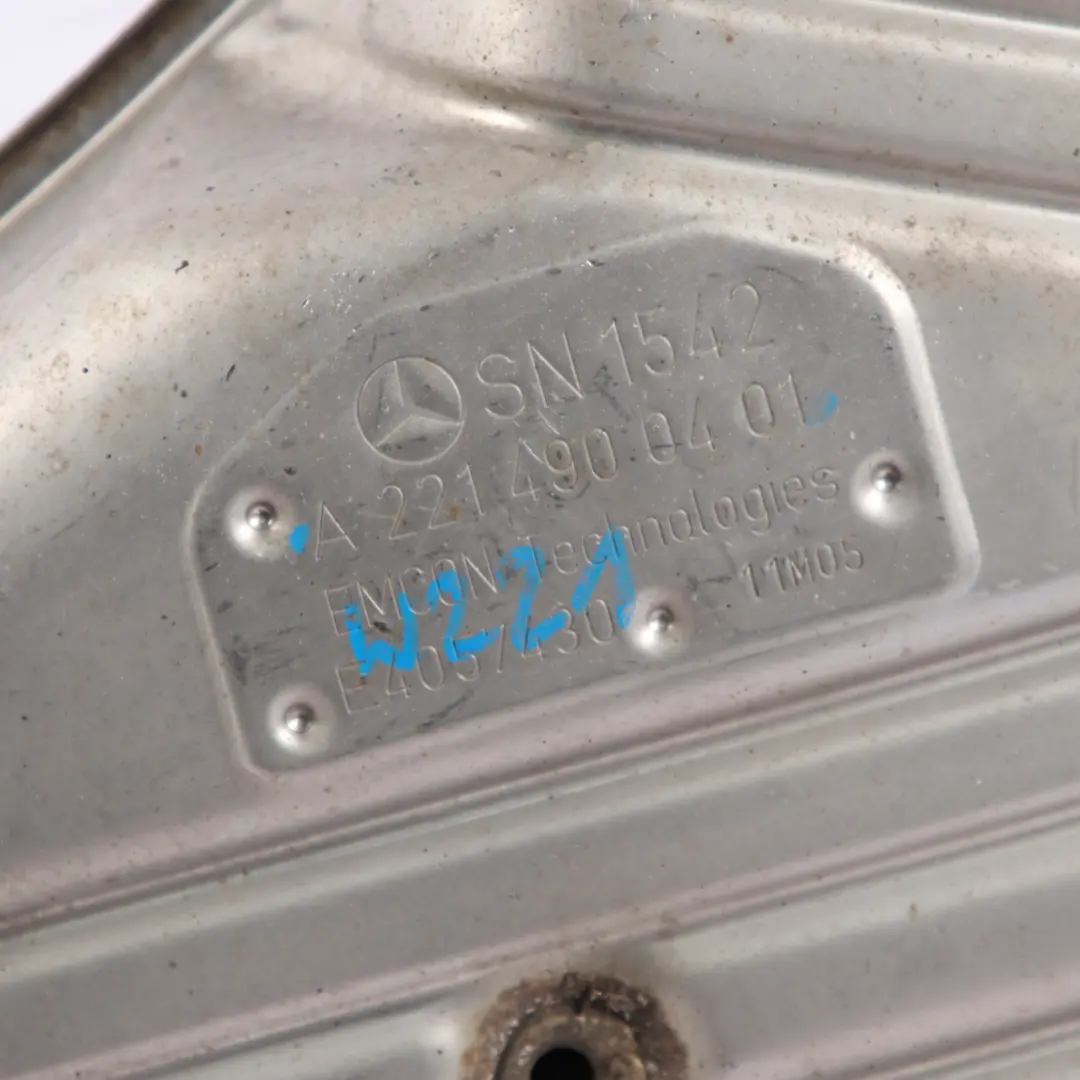 SN 1542
A 221 490 04 01
EMCON Technologies
E4057430 11M05
W221